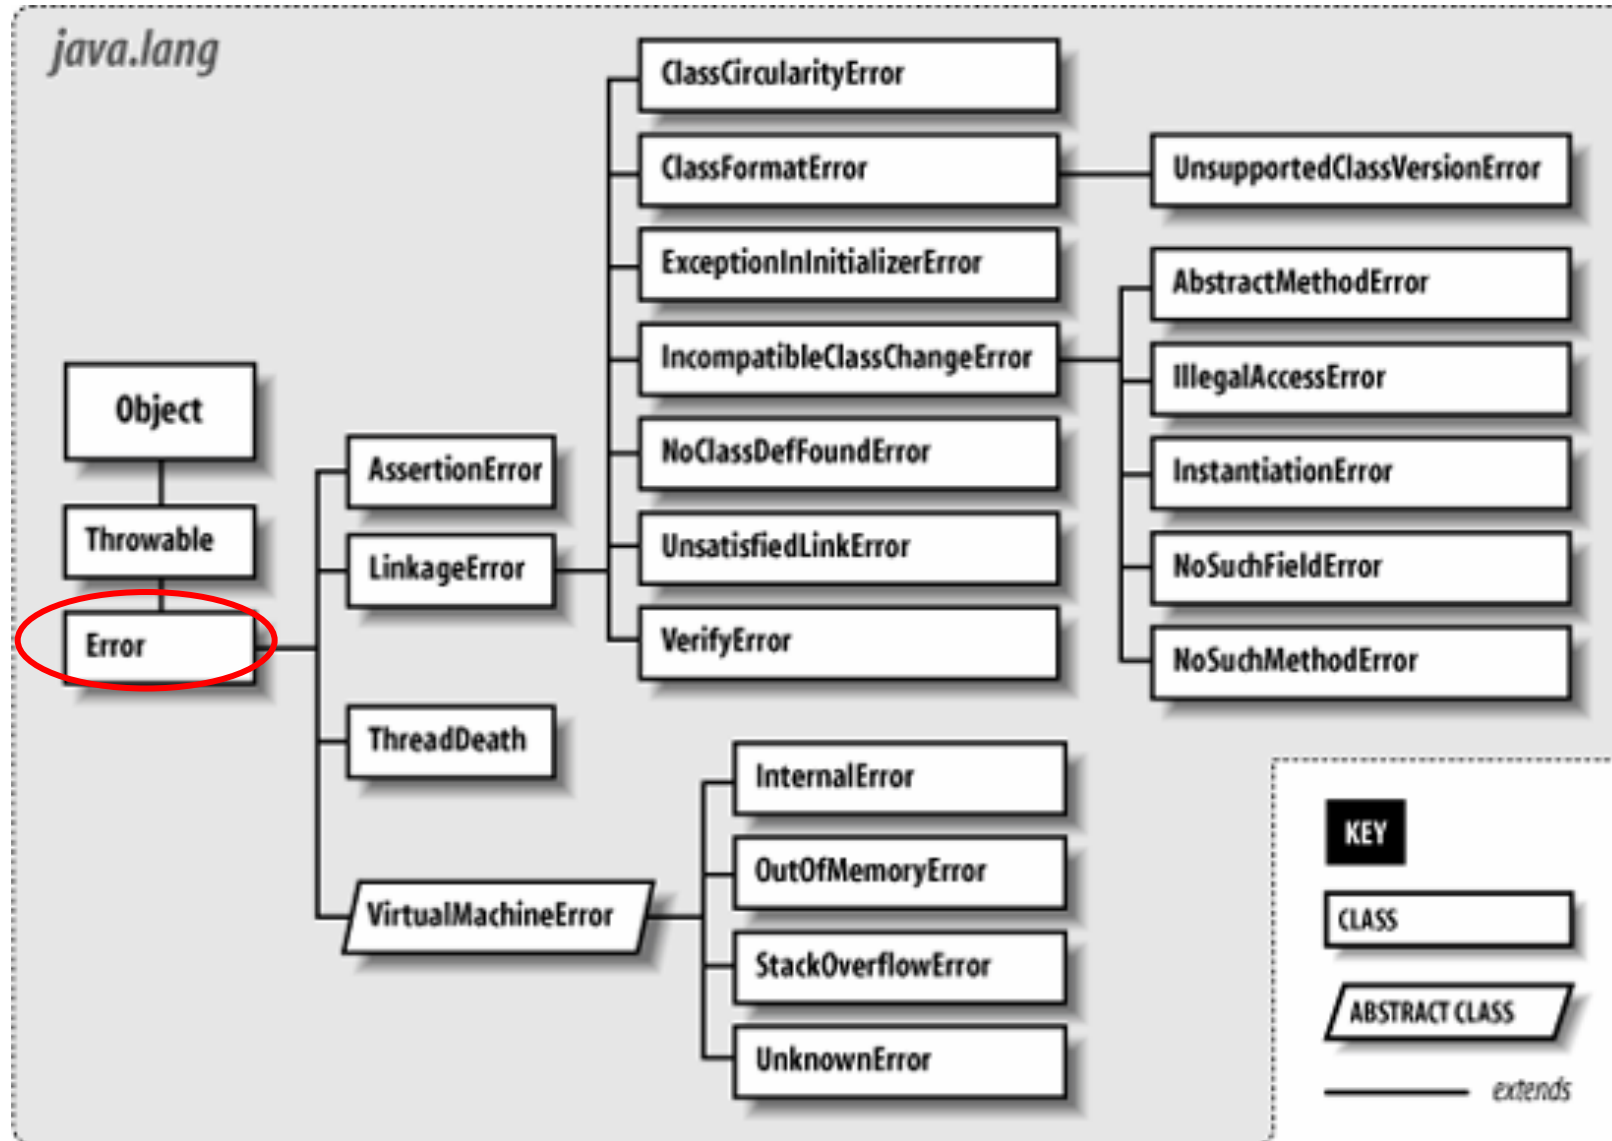 java.lang
Object
Throwable
Error
AssertionError
LinkageError
ThreadDeath
VirtualMachineError
ClassCircularityError
ClassFormatError
ExceptionInInitializerError
IncompatibleClassChangeError
NoClassDefFoundError
UnsatisfiedLinkError
VerifyError
UnsupportedClassVersionError
AbstractMethodError
IllegalAccessError
InstantiationError
NoSuchFieldError
NoSuchMethodError
InternalError
OutOfMemoryError
StackOverflowError
UnknownError
KEY
CLASS
ABSTRACT CLASS
extends